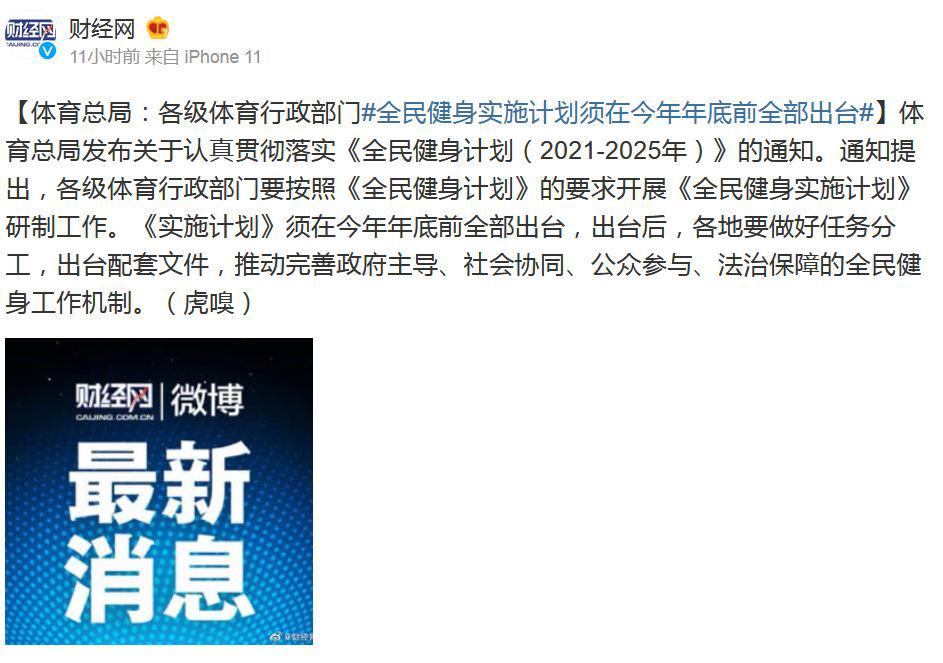 财经网
CAIJING.CO
财经网
11小时前 来自 iPhone 11
【体育总局：各级体育行政部门#全民健身实施计划须在今年年底前全部出台#】体
育总局发布关于认真贯彻落实《全民健身计划（2021-2025年）》的通知。通知提
出，各级体育行政部门要按照《全民健身计划》的要求开展《全民健身实施计划》
研制工作。《实施计划》须在今年年底前全部出台，出台后，各地要做好任务分
工，出台配套文件，推动完善政府主导、社会协同、公众参与、法治保障的全民健
身工作机制。（虎嗅）
财经网|微博
CAIJING.COM.CN
最新
消息
@财经网